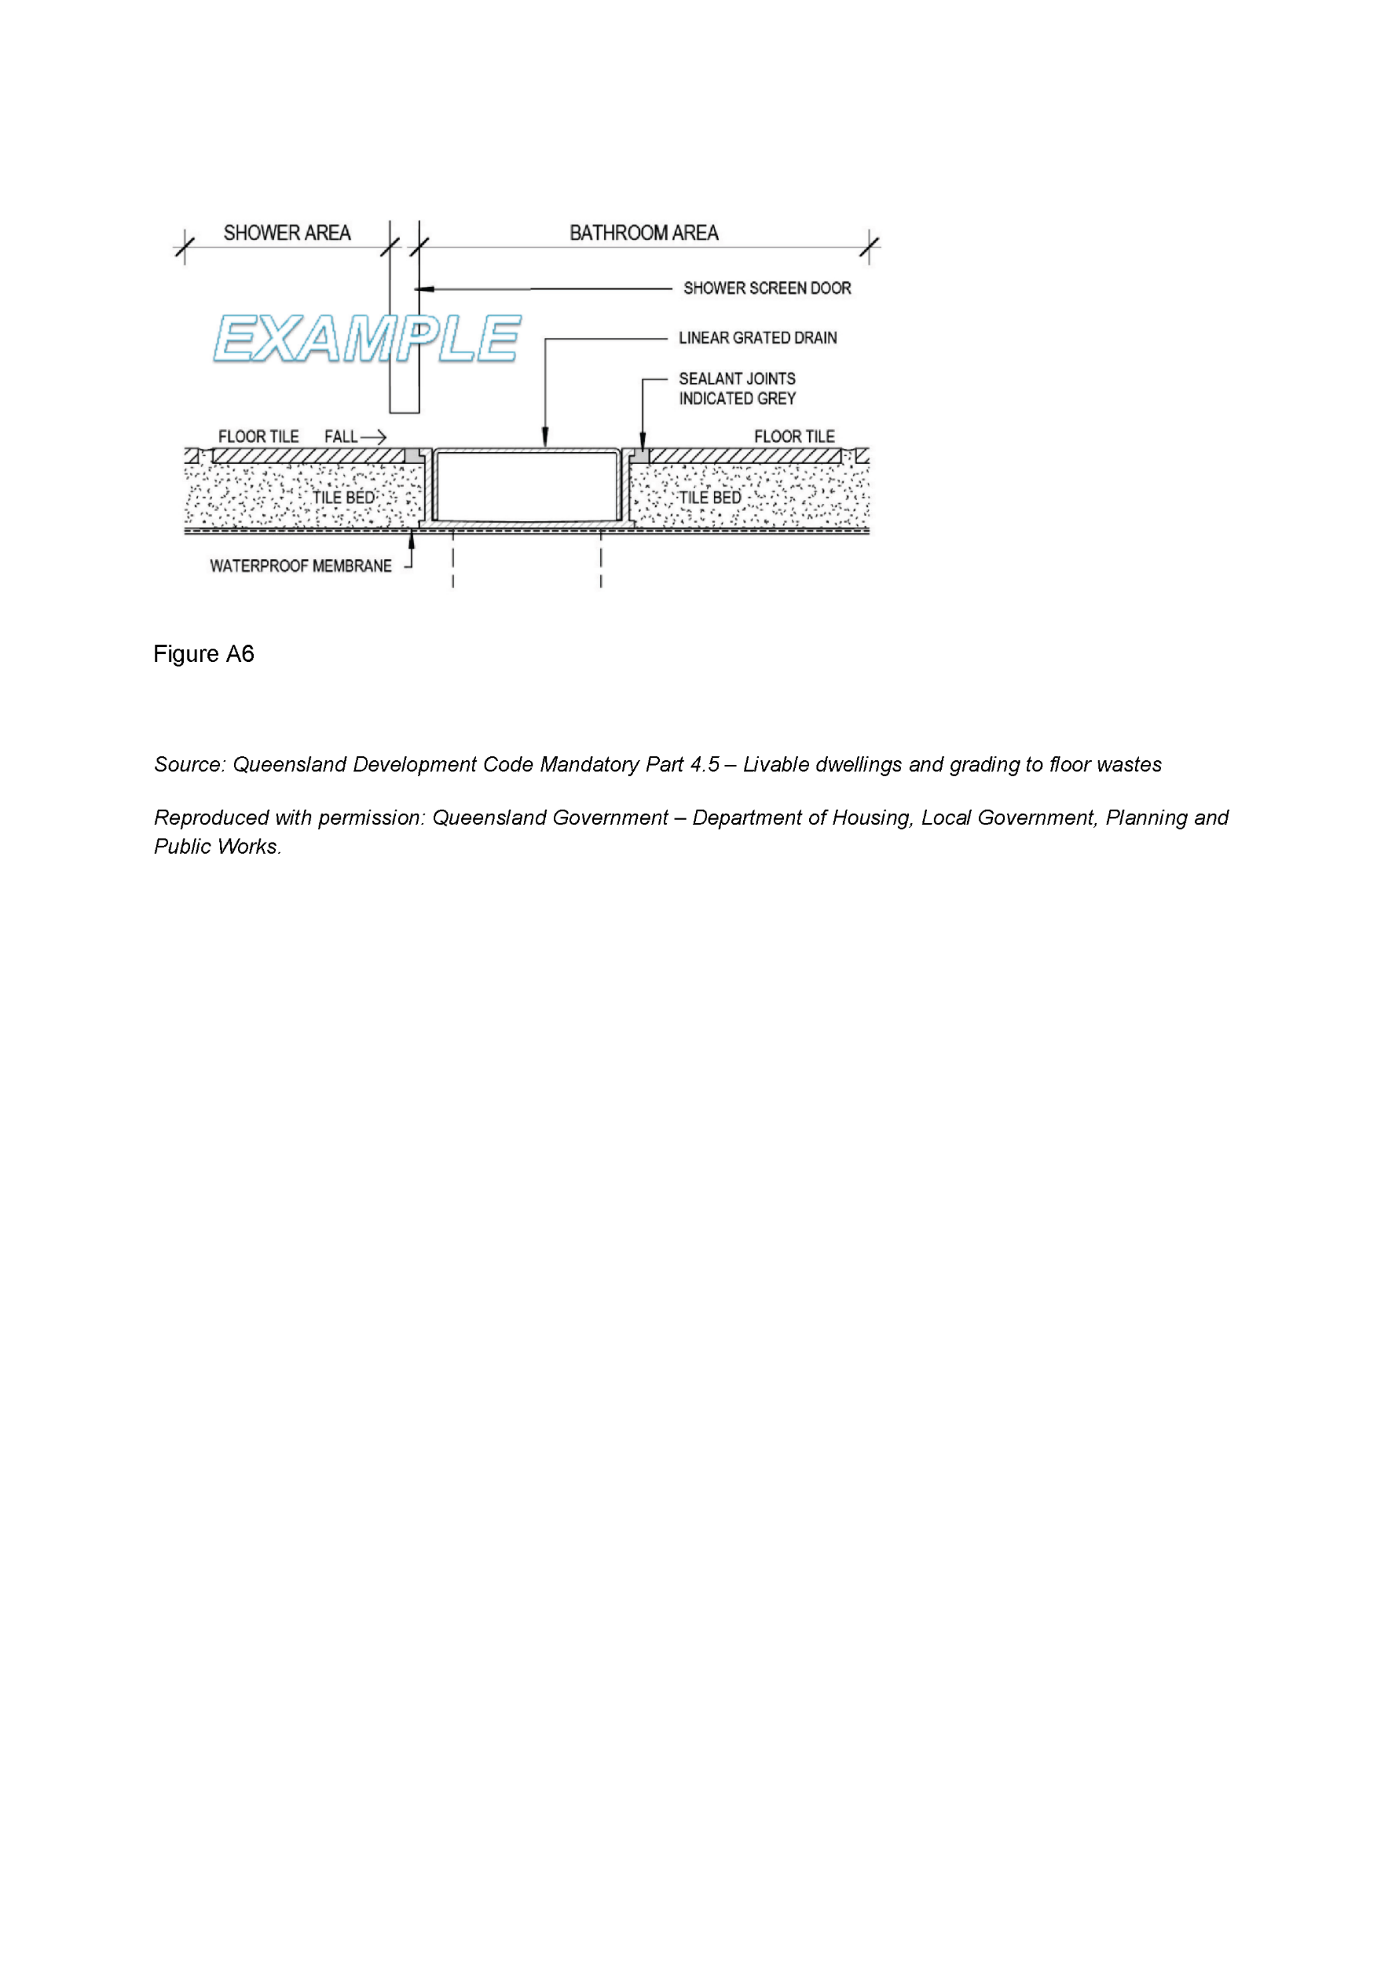 SHOWER AREA
BATHROOM AREA
SHOWER SCREEN DOOR
EXAMPLE
LINEAR GRATED DRAIN
SEALANT JOINTS
INDICATED GREY
FLOOR TILE
FALL
FLOOR TILE
TILE BED
TILE BED
WATERPROOF MEMBRANE
Figure A6
Source: Queensland Development Code Mandatory Part 4.5 – Livable dwellings and grading to floor wastes
Reproduced with permission: Queensland Government – Department of Housing, Local Government, Planning and
Public Works.